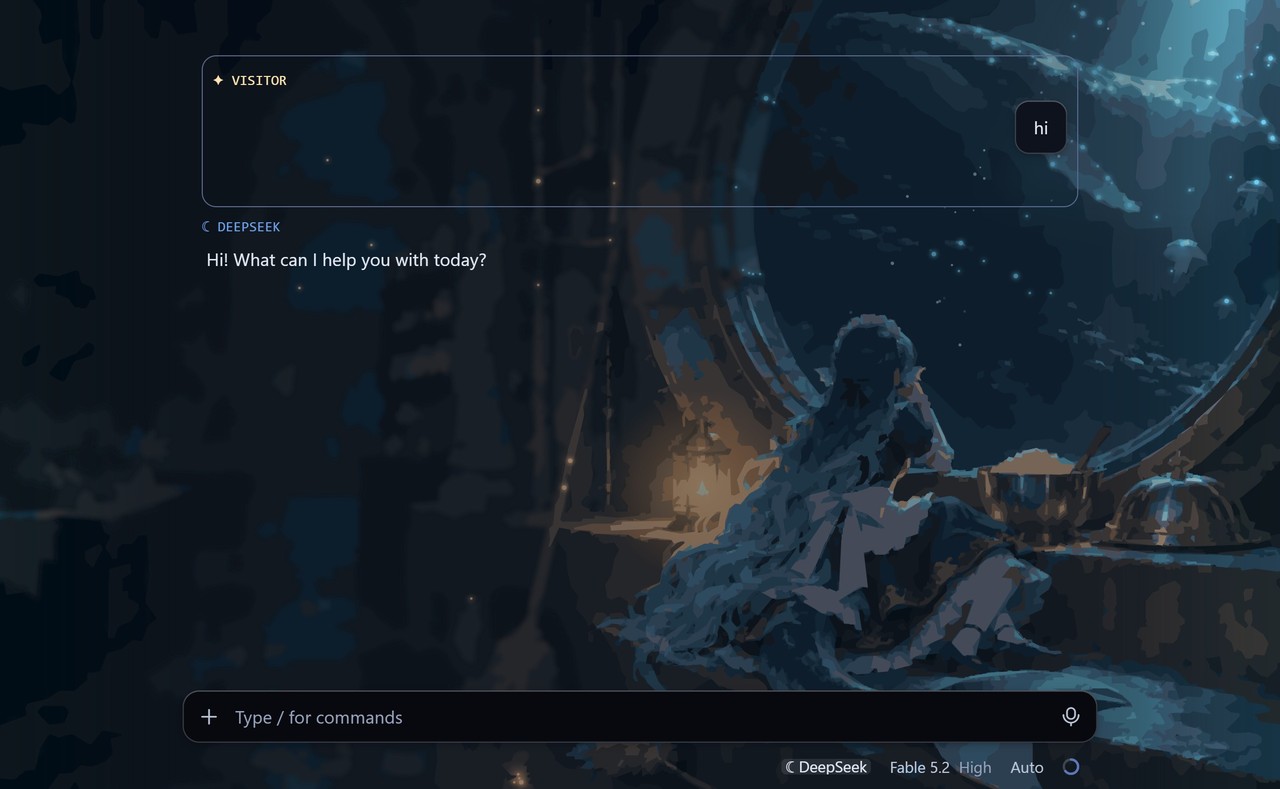 ✦ VISITOR
hi
☾ DEEPSEEK
Hi! What can I help you with today?
Type / for commands
☾DeepSeek Fable 5.2 High Auto